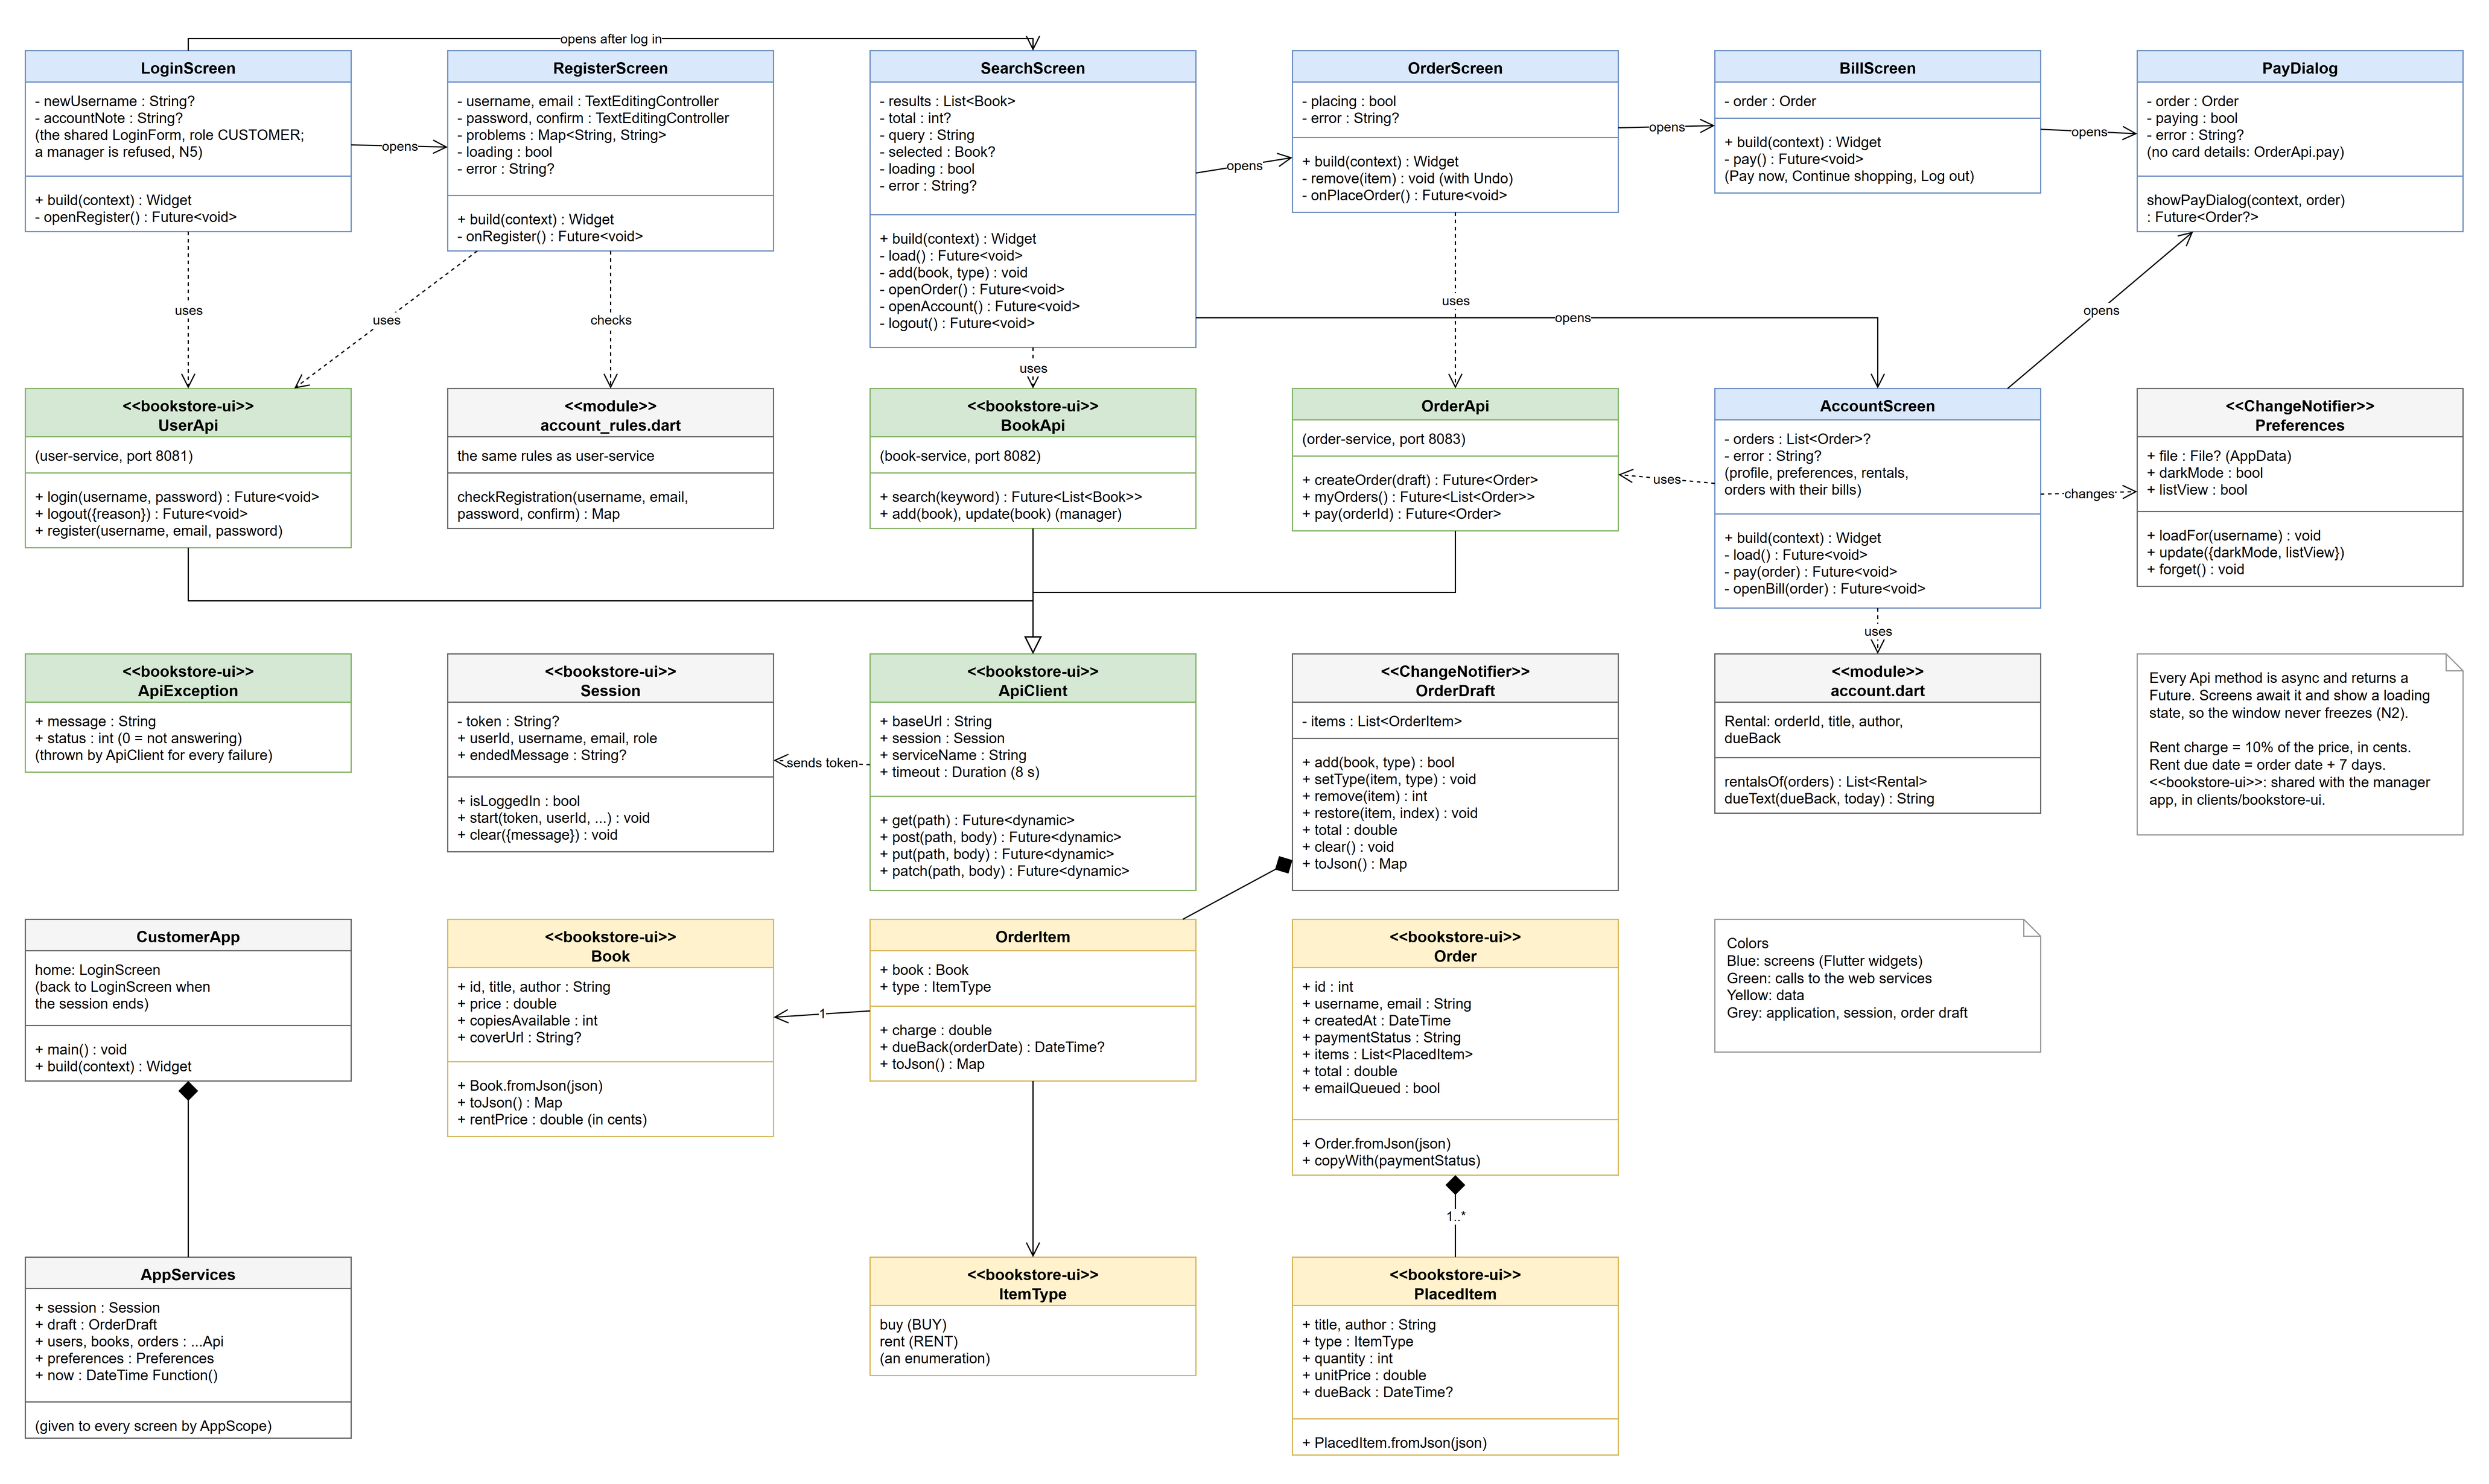 opens after log in
LoginScreen
- newUsername : String?
- accountNote : String?
(the shared LoginForm, role CUSTOMER;
a manager is refused, N5)
+ build(context) : Widget
- openRegister() : Future<void>
opens
RegisterScreen
- username, email : TextEditingController
- password, confirm : TextEditingController
- problems : Map<String, String>
- loading : bool
- error : String?
+ build(context) : Widget
- onRegister() : Future<void>
SearchScreen
- results : List<Book>
- total : int?
- query : String
- selected : Book?
- loading : bool
- error : String?
+ build(context) : Widget
- load() : Future<void>
- add(book, type) : void
- openOrder() : Future<void>
- openAccount() : Future<void>
- logout() : Future<void>
opens
OrderScreen
- placing : bool
- error : String?
+ build(context) : Widget
- remove(item) : void (with Undo)
- onPlaceOrder() : Future<void>
opens
BillScreen
- order : Order
+ build(context) : Widget
- pay() : Future<void>
(Pay now, Continue shopping, Log out)
opens
PayDialog
- order : Order
- paying : bool
- error : String?
(no card details: OrderApi.pay)
showPayDialog(context, order)
: Future<Order?>
uses
uses
checks
uses
uses
opens
opens
<<bookstore-ui>>
UserApi
(user-service, port 8081)
+ login(username, password) : Future<void>
+ logout({reason}) : Future<void>
+ register(username, email, password)
<<module>>
account_rules.dart
the same rules as user-service
checkRegistration(username, email,
password, confirm) : Map
<<bookstore-ui>>
BookApi
(book-service, port 8082)
+ search(keyword) : Future<List<Book>>
+ add(book), update(book) (manager)
OrderApi
(order-service, port 8083)
+ createOrder(draft) : Future<Order>
+ myOrders() : Future<List<Order>>
+ pay(orderId) : Future<Order>
uses
AccountScreen
- orders : List<Order>?
- error : String?
(profile, preferences, rentals,
orders with their bills)
+ build(context) : Widget
- load() : Future<void>
- pay(order) : Future<void>
- openBill(order) : Future<void>
changes
<<ChangeNotifier>>
Preferences
+ file : File? (AppData)
+ darkMode : bool
+ listView : bool
+ loadFor(username) : void
+ update({darkMode, listView})
+ forget() : void
uses
<<bookstore-ui>>
ApiException
+ message : String
+ status : int (0 = not answering)
(thrown by ApiClient for every failure)
<<bookstore-ui>>
Session
- token : String?
+ userId, username, email, role
+ endedMessage : String?
+ isLoggedIn : bool
+ start(token, userId, ...) : void
+ clear({message}) : void
sends token
<<bookstore-ui>>
ApiClient
+ baseUrl : String
+ session : Session
+ serviceName : String
+ timeout : Duration (8 s)
+ get(path) : Future<dynamic>
+ post(path, body) : Future<dynamic>
+ put(path, body) : Future<dynamic>
+ patch(path, body) : Future<dynamic>
<<ChangeNotifier>>
OrderDraft
- items : List<OrderItem>
+ add(book, type) : bool
+ setType(item, type) : void
+ remove(item) : int
+ restore(item, index) : void
+ total : double
+ clear() : void
+ toJson() : Map
<<module>>
account.dart
Rental: orderId, title, author,
dueBack
rentalsOf(orders) : List<Rental>
dueText(dueBack, today) : String
Every Api method is async and returns a
Future. Screens await it and show a loading
state, so the window never freezes (N2).
Rent charge = 10% of the price, in cents.
Rent due date = order date + 7 days.
<<bookstore-ui>>: shared with the manager
app, in clients/bookstore-ui.
CustomerApp
home: LoginScreen
(back to LoginScreen when
the session ends)
+ main() : void
+ build(context) : Widget
<<bookstore-ui>>
Book
+ id, title, author : String
+ price : double
+ copiesAvailable : int
+ coverUrl : String?
+ Book.fromJson(json)
+ toJson() : Map
+ rentPrice : double (in cents)
1
OrderItem
+ book : Book
+ type : ItemType
+ charge : double
+ dueBack(orderDate) : DateTime?
+ toJson() : Map
<<bookstore-ui>>
Order
+ id : int
+ username, email : String
+ createdAt : DateTime
+ paymentStatus : String
+ items : List<PlacedItem>
+ total : double
+ emailQueued : bool
+ Order.fromJson(json)
+ copyWith(paymentStatus)
Colors
Blue: screens (Flutter widgets)
Green: calls to the web services
Yellow: data
Grey: application, session, order draft
1..*
AppServices
+ session : Session
+ draft : OrderDraft
+ users, books, orders : ...Api
+ preferences : Preferences
+ now : DateTime Function()
(given to every screen by AppScope)
<<bookstore-ui>>
ItemType
buy (BUY)
rent (RENT)
(an enumeration)
<<bookstore-ui>>
PlacedItem
+ title, author : String
+ type : ItemType
+ quantity : int
+ unitPrice : double
+ dueBack : DateTime?
+ PlacedItem.fromJson(json)